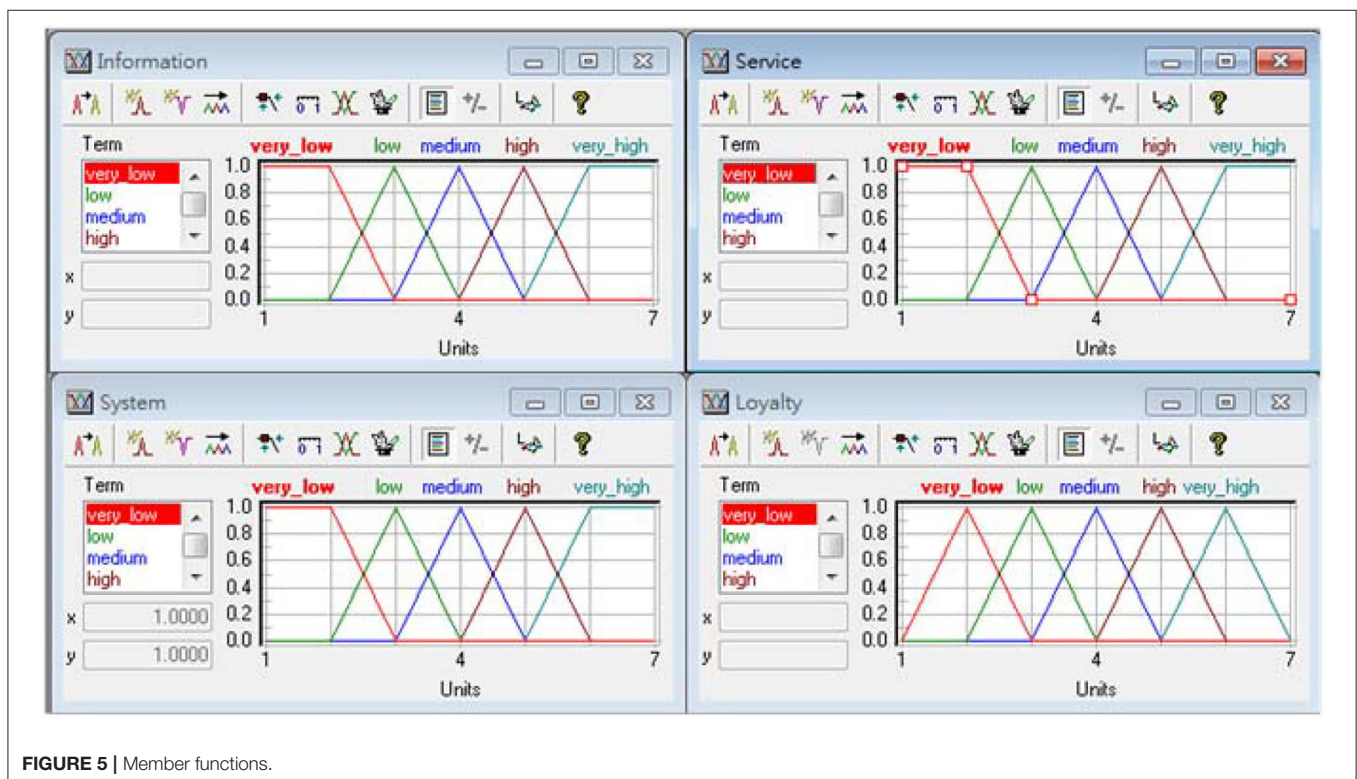 Information
Term
very_low
low
medium
high
x
y
very_low low medium high very_high
1.0
0.8
0.6
0.4
0.2
0.0
1 4 7
Units
Service
Term
very_low
low
medium
high
x
y
very_low low medium high very_high
1.0
0.8
0.6
0.4
0.2
0.0
1 4 7
Units
System
Term
very_low
low
medium
high
x 1.0000
y 1.0000
very_low low medium high very_high
1.0
0.8
0.6
0.4
0.2
0.0
1 4 7
Units
Loyalty
Term
very_low
low
medium
high
x
y
very_low low medium high very_high
1.0
0.8
0.6
0.4
0.2
0.0
1 4 7
Units
FIGURE 5 | Member functions.